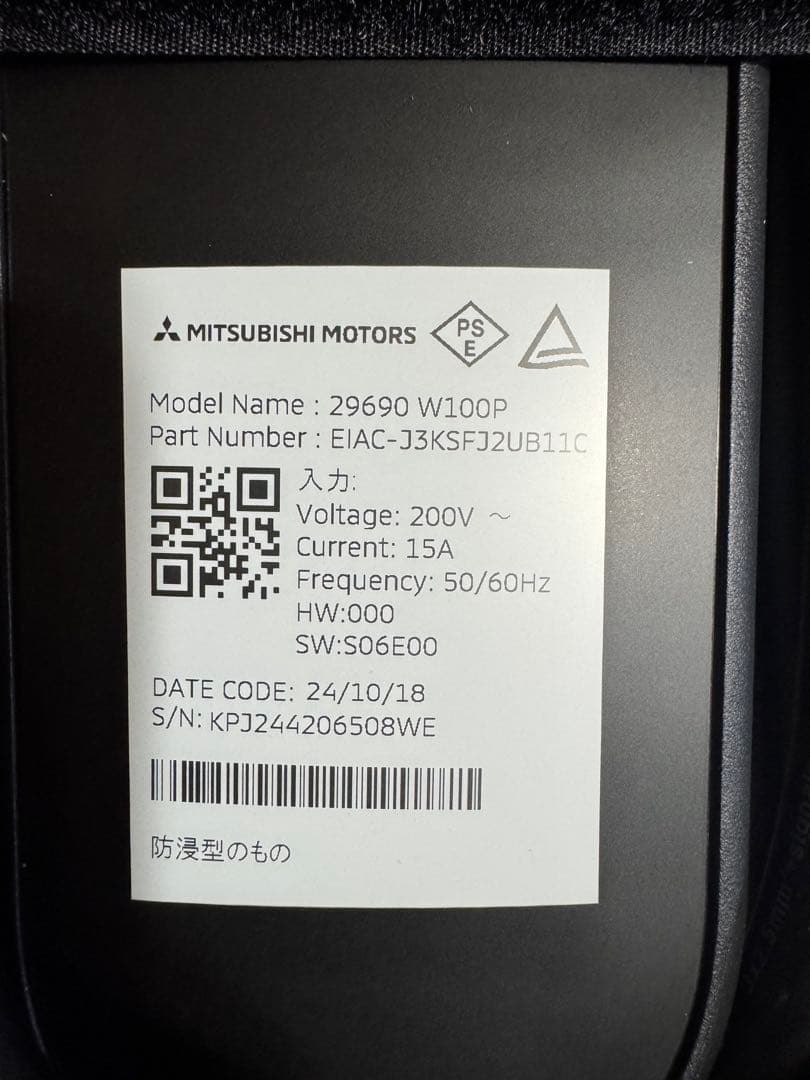 MITSUBISHI MOTORS PS E
Model Name : 29690 W100P
Part Number : EIAC-J3KSFJ2UB11C
入力:
Voltage: 200V ～
Current: 15A
Frequency: 50/60Hz
HW:000
SW:S06E00
DATE CODE: 24/10/18
S/N: KPJ244206508WE
防浸型のもの